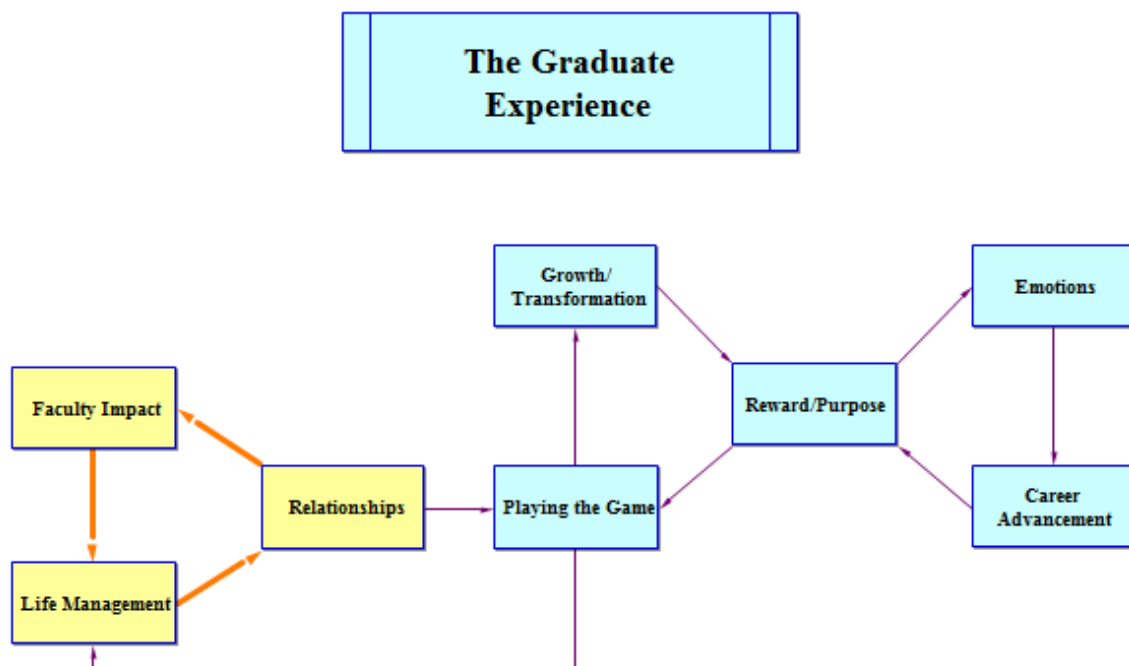 The Graduate
Experience
Growth/
Transformation
Emotions
Faculty Impact
Reward/Purpose
Relationships
Playing the Game
Career
Advancement
Life Management